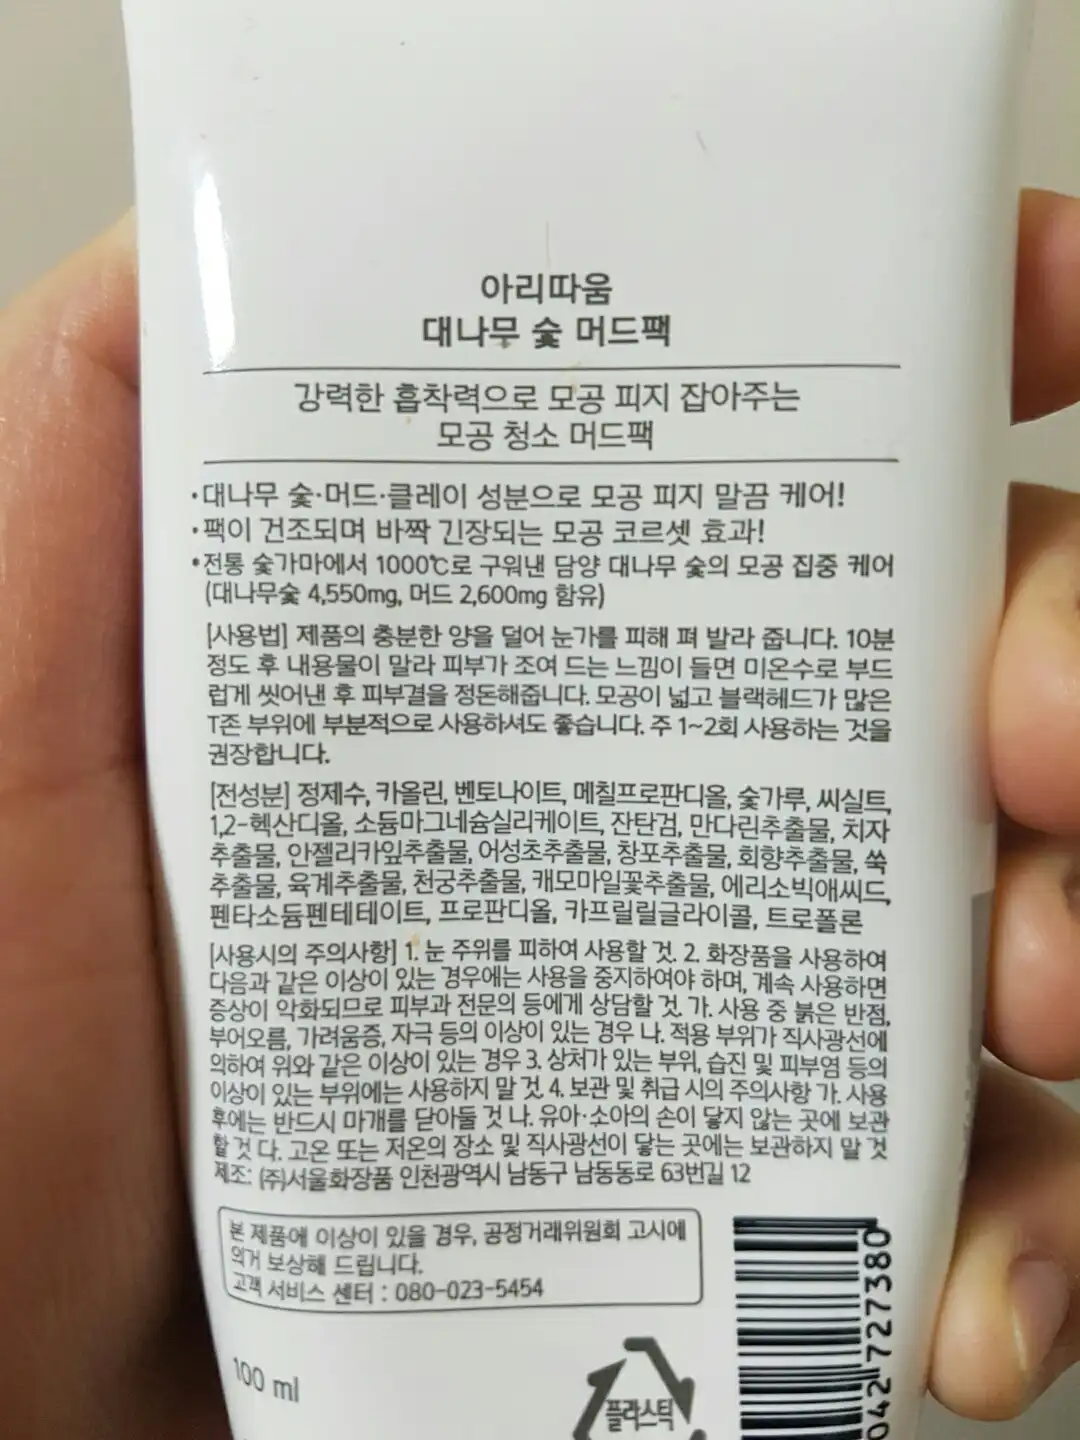 아리따움
대나무 숯 머드팩
강력한 흡착력으로 모공 피지 잡아주는
모공 청소 머드팩
•대나무 숯·머드·클레이 성분으로 모공 피지 말끔 케어!
•팩이 건조되며 바짝 긴장되는 모공 코르셋 효과!
•전통 숯가마에서 1000℃로 구워낸 담양 대나무 숯의 모공 집중 케어
(대나무숯 4,550mg, 머드 2,600mg 함유)
[사용법] 제품의 충분한 양을 덜어 눈가를 피해 펴 발라 줍니다. 10분
정도 후 내용물이 말라 피부가 조여 드는 느낌이 들면 미온수로 부드
럽게 씻어낸 후 피부결을 정돈해줍니다. 모공이 넓고 블랙헤드가 많은
T존 부위에 부분적으로 사용하셔도 좋습니다. 주 1~2회 사용하는 것을
권장합니다.
[전성분] 정제수, 카올린, 벤토나이트, 메칠프로판디올, 숯가루, 씨실트,
1,2-헥산디올, 소듐마그네슘실리케이트, 잔탄검, 만다린추출물, 치자
추출물, 안젤리카잎추출물, 어성초추출물, 창포추출물, 회향추출물, 쑥
추출물, 육계추출물, 천궁추출물, 캐모마일꽃추출물, 에리소빅애씨드,
펜타소듐펜테테이트, 프로판디올, 카프릴릴글라이콜, 트로폴론
[사용시의 주의사항] 1. 눈 주위를 피하여 사용할 것. 2. 화장품을 사용하여
다음과 같은 이상이 있는 경우에는 사용을 중지하여야 하며, 계속 사용하면
증상이 악화되므로 피부과 전문의 등에게 상담할 것. 가. 사용 중 붉은 반점,
부어오름, 가려움증, 자극 등의 이상이 있는 경우 나. 적용 부위가 직사광선에
의하여 위와 같은 이상이 있는 경우 3. 상처가 있는 부위, 습진 및 피부염 등의
이상이 있는 부위에는 사용하지 말 것. 4. 보관 및 취급 시의 주의사항 가. 사용
후에는 반드시 마개를 닫아둘 것 나. 유아·소아의 손이 닿지 않는 곳에 보관
할 것 다. 고온 또는 저온의 장소 및 직사광선이 닿는 곳에는 보관하지 말 것
제조: (주)서울화장품 인천광역시 남동구 남동동로 63번길 12
본 제품에 이상이 있을 경우, 공정거래위원회 고시에
의거 보상해 드립니다.
고객 서비스 센터 : 080-023-5454
100 ml
플라스틱
042 727380